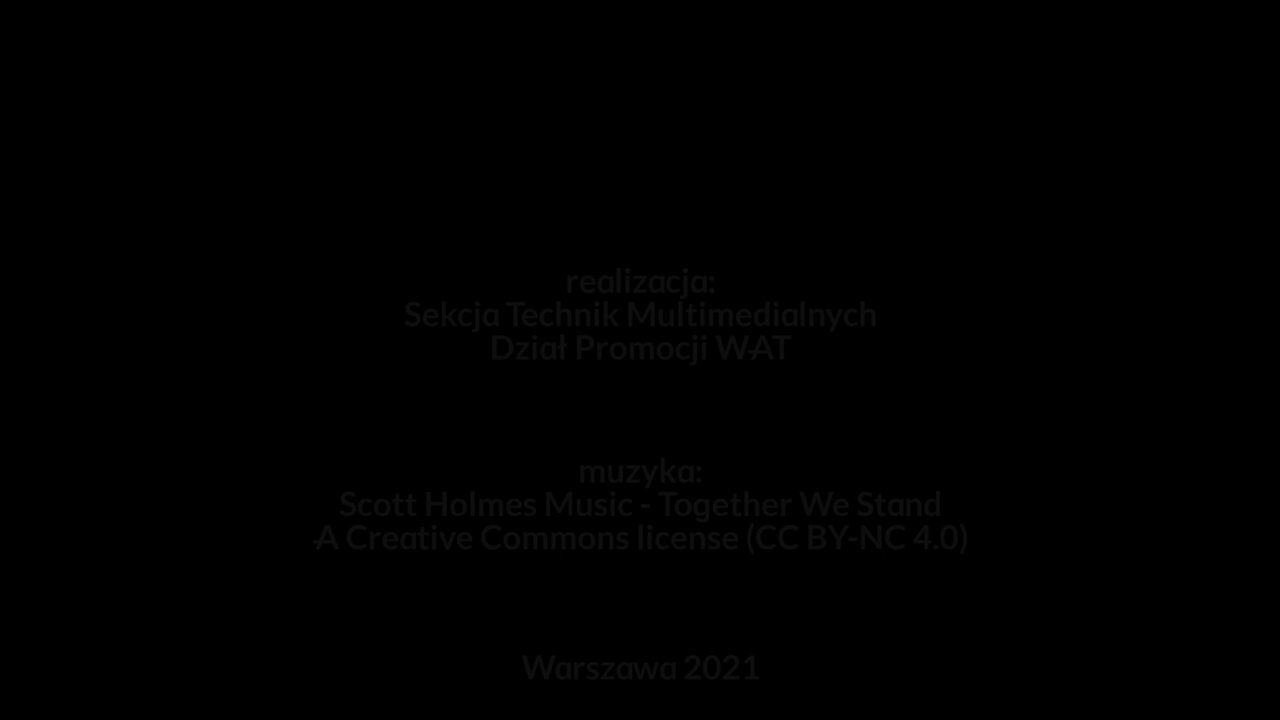 realizacja:
Sekcja Technik Multimedialnych
Dział Promocji WAT
muzyka:
Scott Holmes Music - Together We Stand
A Creative Commons license (CC BY-NC 4.0)
Warszawa 2021